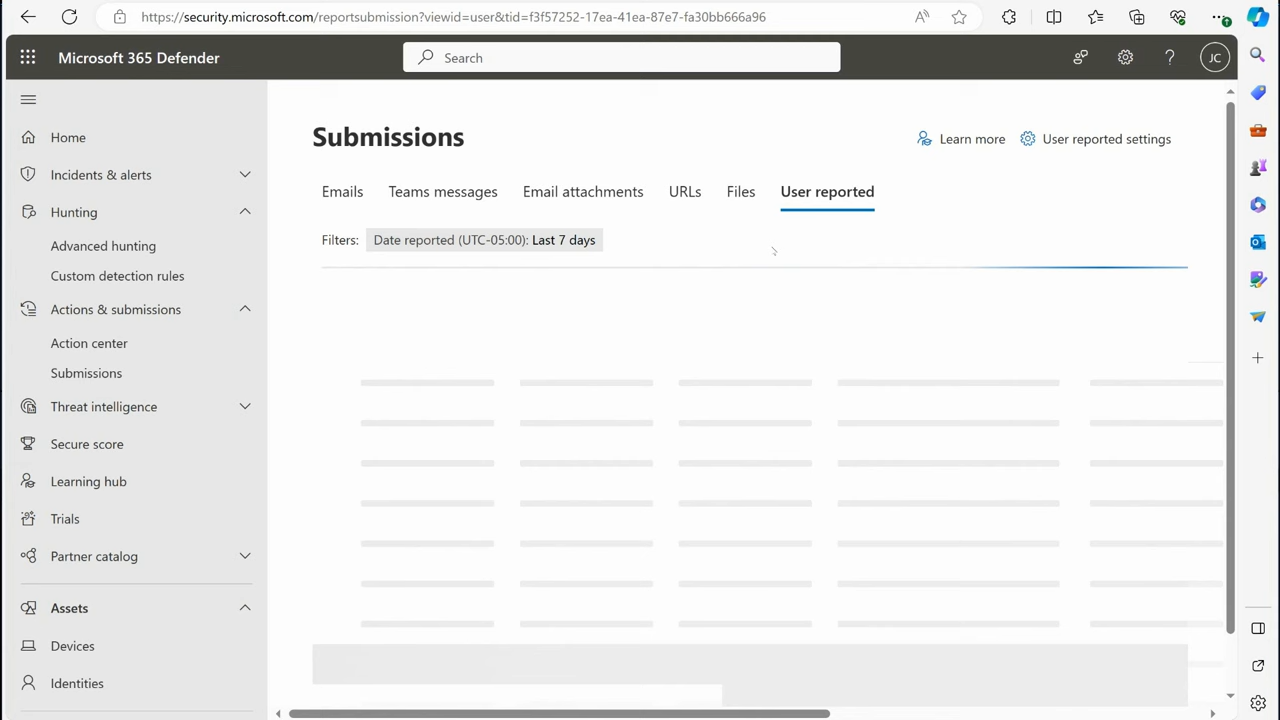 https://security.microsoft.com/reportsubmission?viewid=user&tid=f3f57252-17ea-41ea-87e7-fa30bb666a96
Microsoft 365 Defender
Search
JC
Home
Incidents & alerts
Hunting
Advanced hunting
Custom detection rules
Actions & submissions
Action center
Submissions
Threat intelligence
Secure score
Learning hub
Trials
Partner catalog
Assets
Devices
Identities
Submissions
Learn more
User reported settings
Emails
Teams messages
Email attachments
URLs
Files
User reported
Filters:
Date reported (UTC-05:00): Last 7 days